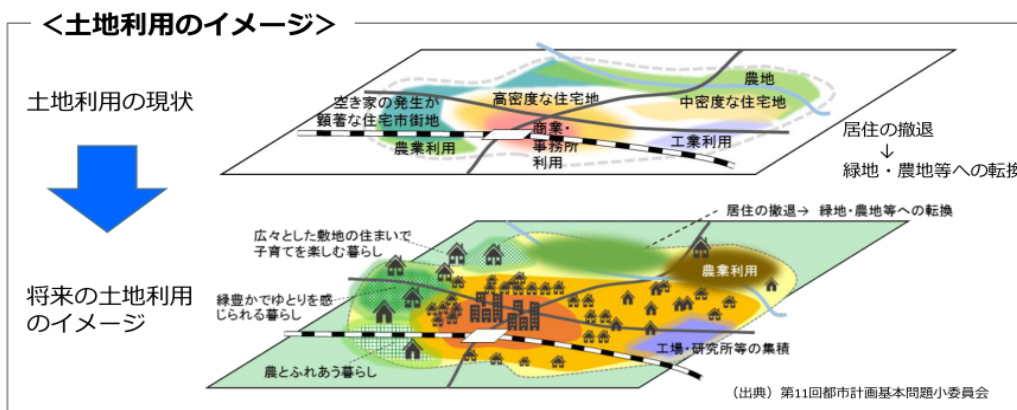 ＜土地利用のイメージ＞
土地利用の現状
空き家の発生が
顕著な住宅市街地
高密度な住宅地
農地
中密度な住宅地
農業利用
商業・
事務所
利用
工業利用
居住の撤退
↓
緑地・農地等への転換
将来の土地利用
のイメージ
広々とした敷地の住まいで
子育てを楽しむ暮らし
居住の撤退→ 緑地・農地等への転換
農業利用
緑豊かでゆとりを感
じられる暮らし
農とふれあう暮らし
工場・研究所等の集積
（出典）第11回都市計画基本問題小委員会